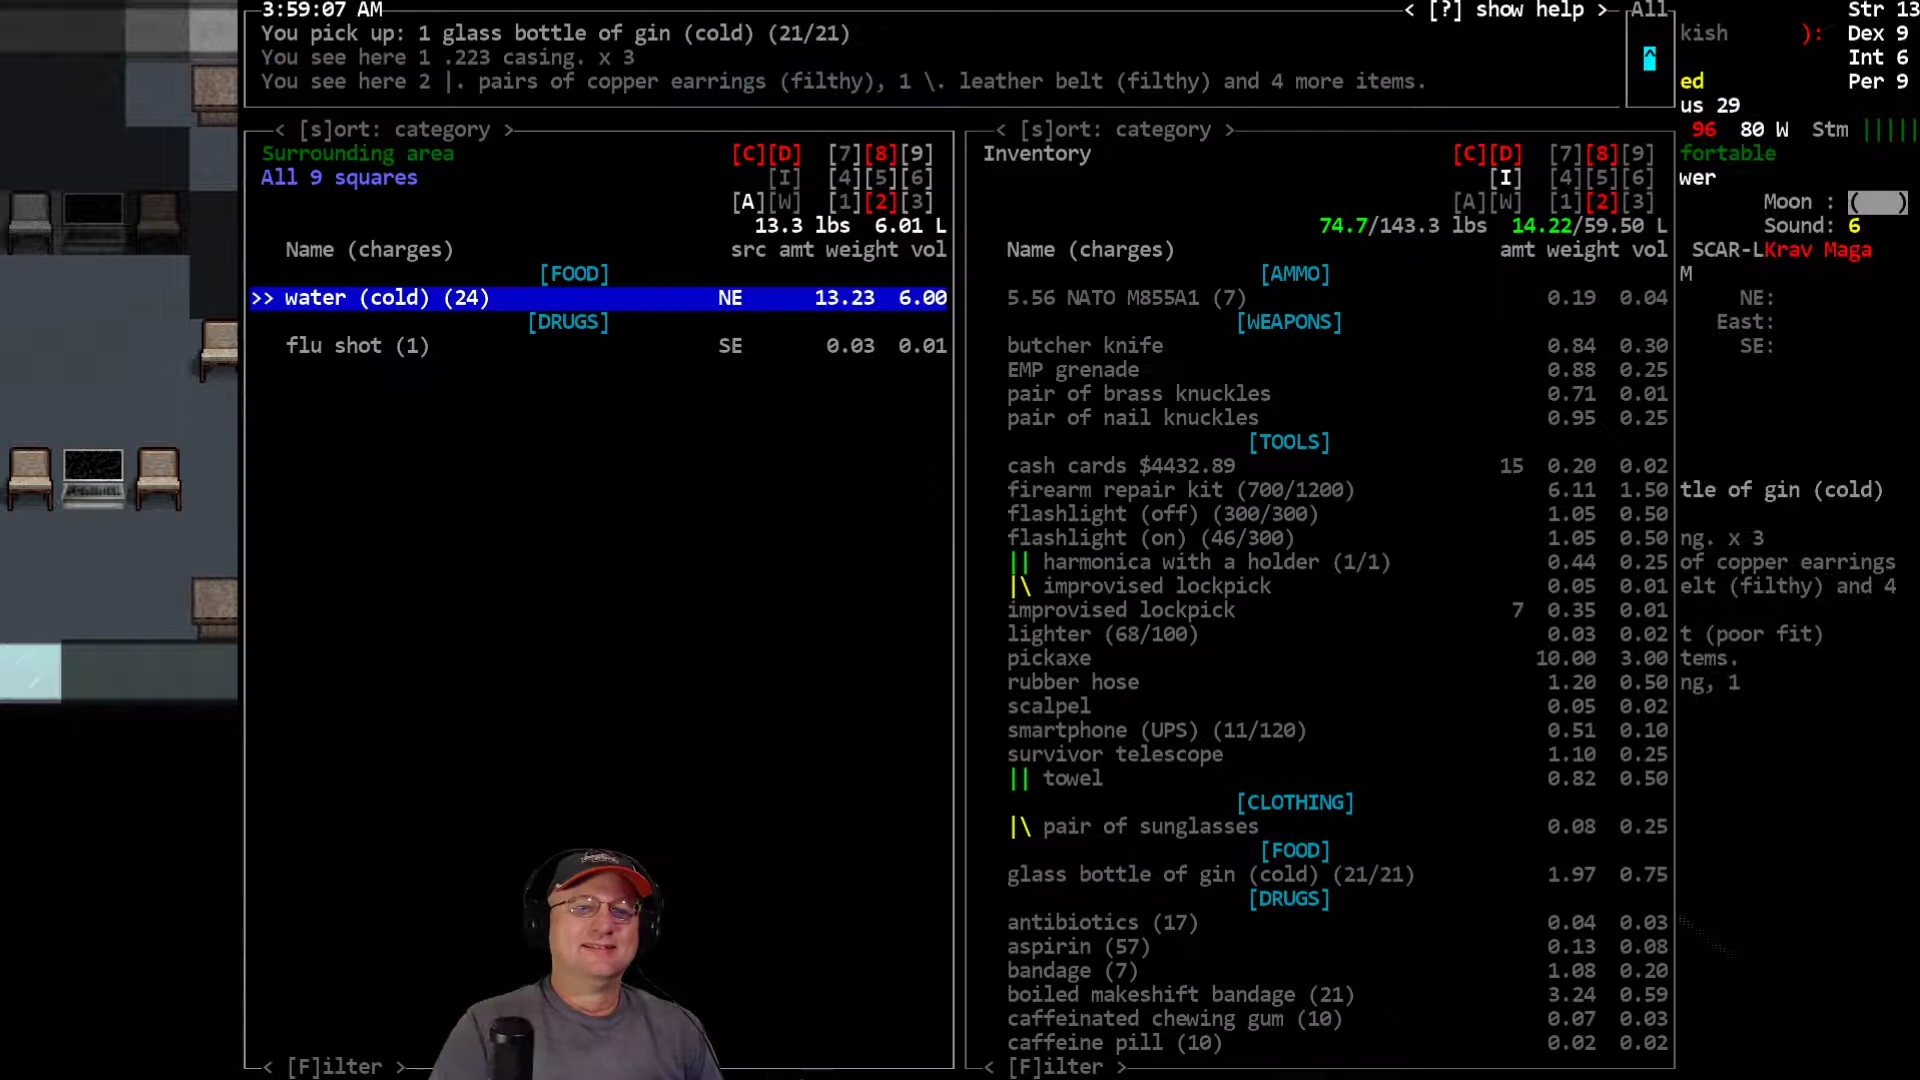 3:59:07 AM
< [?] show help >
You pick up: 1 glass bottle of gin (cold) (21/21)
You see here 1 .223 casing. x 3
You see here 2 |. pairs of copper earrings (filthy), 1 \. leather belt (filthy) and 4 more items.
All
^
Str 13
kish ): Dex 9
Int 6
ed Per 9
us 29
96 80 W Stm |||||
fortable
wer
Moon : (   )
Sound: 6
SCAR-L Krav Maga
M
NE:
East:
SE:
tle of gin (cold)
ng. x 3
of copper earrings
elt (filthy) and 4
t (poor fit)
tems.
ng, 1
< [s]ort: category >
Surrounding area [C][D] [7][8][9]
All 9 squares [I] [4][5][6]
[A][W] [1][2][3]
13.3 lbs 6.01 L
Name (charges) src amt weight vol
[FOOD]
>> water (cold) (24) NE 13.23 6.00
[DRUGS]
flu shot (1) SE 0.03 0.01
< [F]ilter >
< [s]ort: category >
Inventory [C][D] [7][8][9]
[I] [4][5][6]
[A][W] [1][2][3]
74.7/143.3 lbs 14.22/59.50 L
Name (charges) amt weight vol
[AMMO]
5.56 NATO M855A1 (7) 0.19 0.04
[WEAPONS]
butcher knife 0.84 0.30
EMP grenade 0.88 0.25
pair of brass knuckles 0.71 0.01
pair of nail knuckles 0.95 0.25
[TOOLS]
cash cards $4432.89 15 0.20 0.02
firearm repair kit (700/1200) 6.11 1.50
flashlight (off) (300/300) 1.05 0.50
flashlight (on) (46/300) 1.05 0.50
|| harmonica with a holder (1/1) 0.44 0.25
|\ improvised lockpick 0.05 0.01
improvised lockpick 7 0.35 0.01
lighter (68/100) 0.03 0.02
pickaxe 10.00 3.00
rubber hose 1.20 0.50
scalpel 0.05 0.02
smartphone (UPS) (11/120) 0.51 0.10
survivor telescope 1.10 0.25
|| towel 0.82 0.50
[CLOTHING]
|\ pair of sunglasses 0.08 0.25
[FOOD]
glass bottle of gin (cold) (21/21) 1.97 0.75
[DRUGS]
antibiotics (17) 0.04 0.03
aspirin (57) 0.13 0.08
bandage (7) 1.08 0.20
boiled makeshift bandage (21) 3.24 0.59
caffeinated chewing gum (10) 0.07 0.03
caffeine pill (10) 0.02 0.02
< [F]ilter >